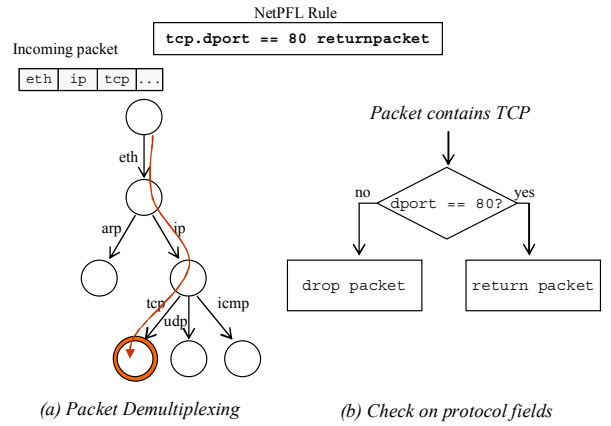 NetPFL Rule
tcp.dport == 80 returnpacket
Incoming packet
eth ip tcp ...
Packet contains TCP
eth
no
yes
dport == 80?
arp
ip
drop packet
return packet
tcp
udp
icmp
(a) Packet Demultiplexing
(b) Check on protocol fields